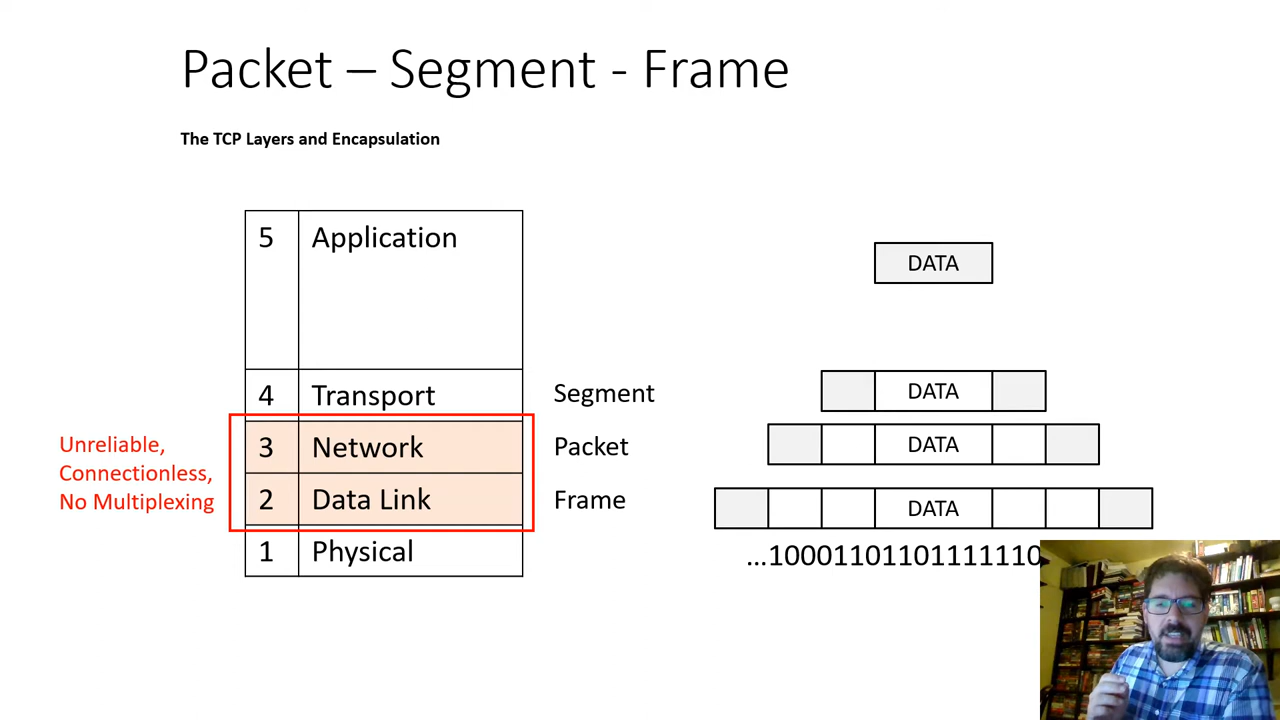 Packet – Segment - Frame
The TCP Layers and Encapsulation
5 Application
DATA
4 Transport Segment DATA
3 Network Packet DATA
Unreliable,
Connectionless,
No Multiplexing
2 Data Link Frame DATA
1 Physical
...10001101101111110